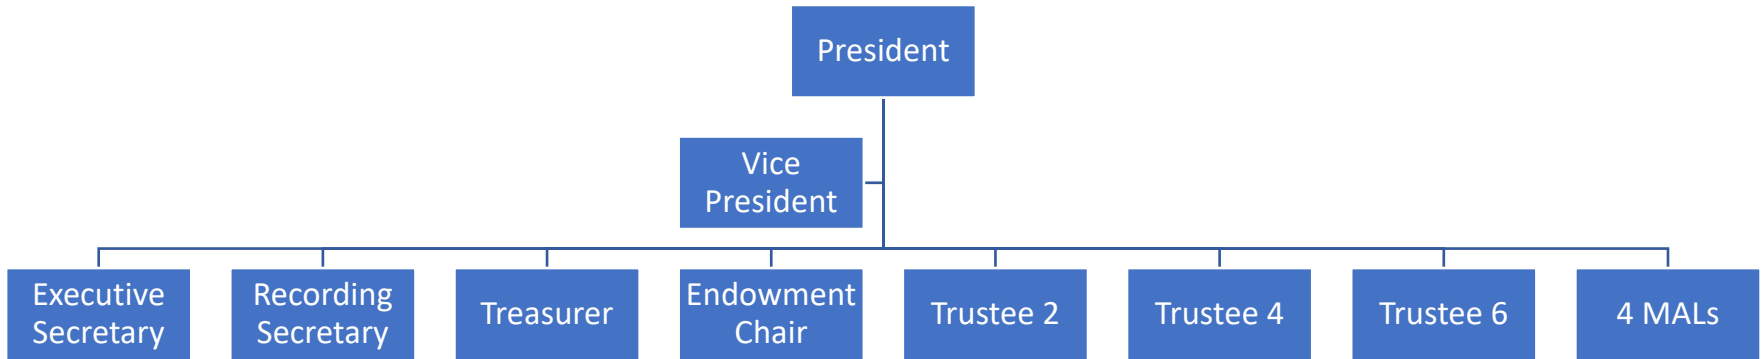 President
Vice
President
Executive
Secretary
Recording
Secretary
Treasurer
Endowment
Chair
Trustee 2
Trustee 4
Trustee 6
4 MALs